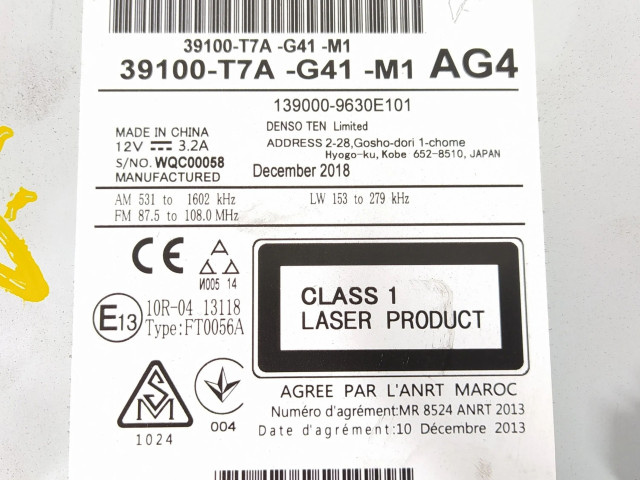 39100-T7A -G41 -M1
39100-T7A -G41 -M1 AG4
139000-9630E101
DENSO TEN Limited
MADE IN CHINA
12V ⎓ 3.2A
ADDRESS 2-28,Gosho-dori 1-chome
Hyogo-ku,Kobe 652-8510, JAPAN
S/NO. WQC00058
MANUFACTURED December 2018
AM 531 to 1602 kHz LW 153 to 279 kHz
FM 87.5 to 108.0 MHz
CE
И005 14
CLASS 1
LASER PRODUCT
E13
10R-04 13118
Type:FT0056A
SM
1024
004
AGREE PAR L'ANRT MAROC
Numéro d'agrément:MR 8524 ANRT 2013
Date d'agrément:10 Décembre 2013